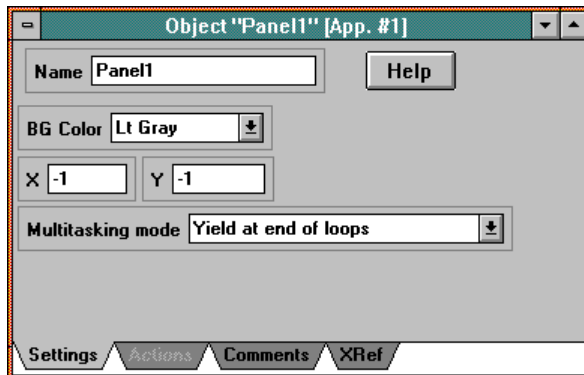 Object "Panel1" [App. #1]
Name Panel1 Help
BG Color Lt Gray
X -1 Y -1
Multitasking mode Yield at end of loops
Settings Actions Comments XRef